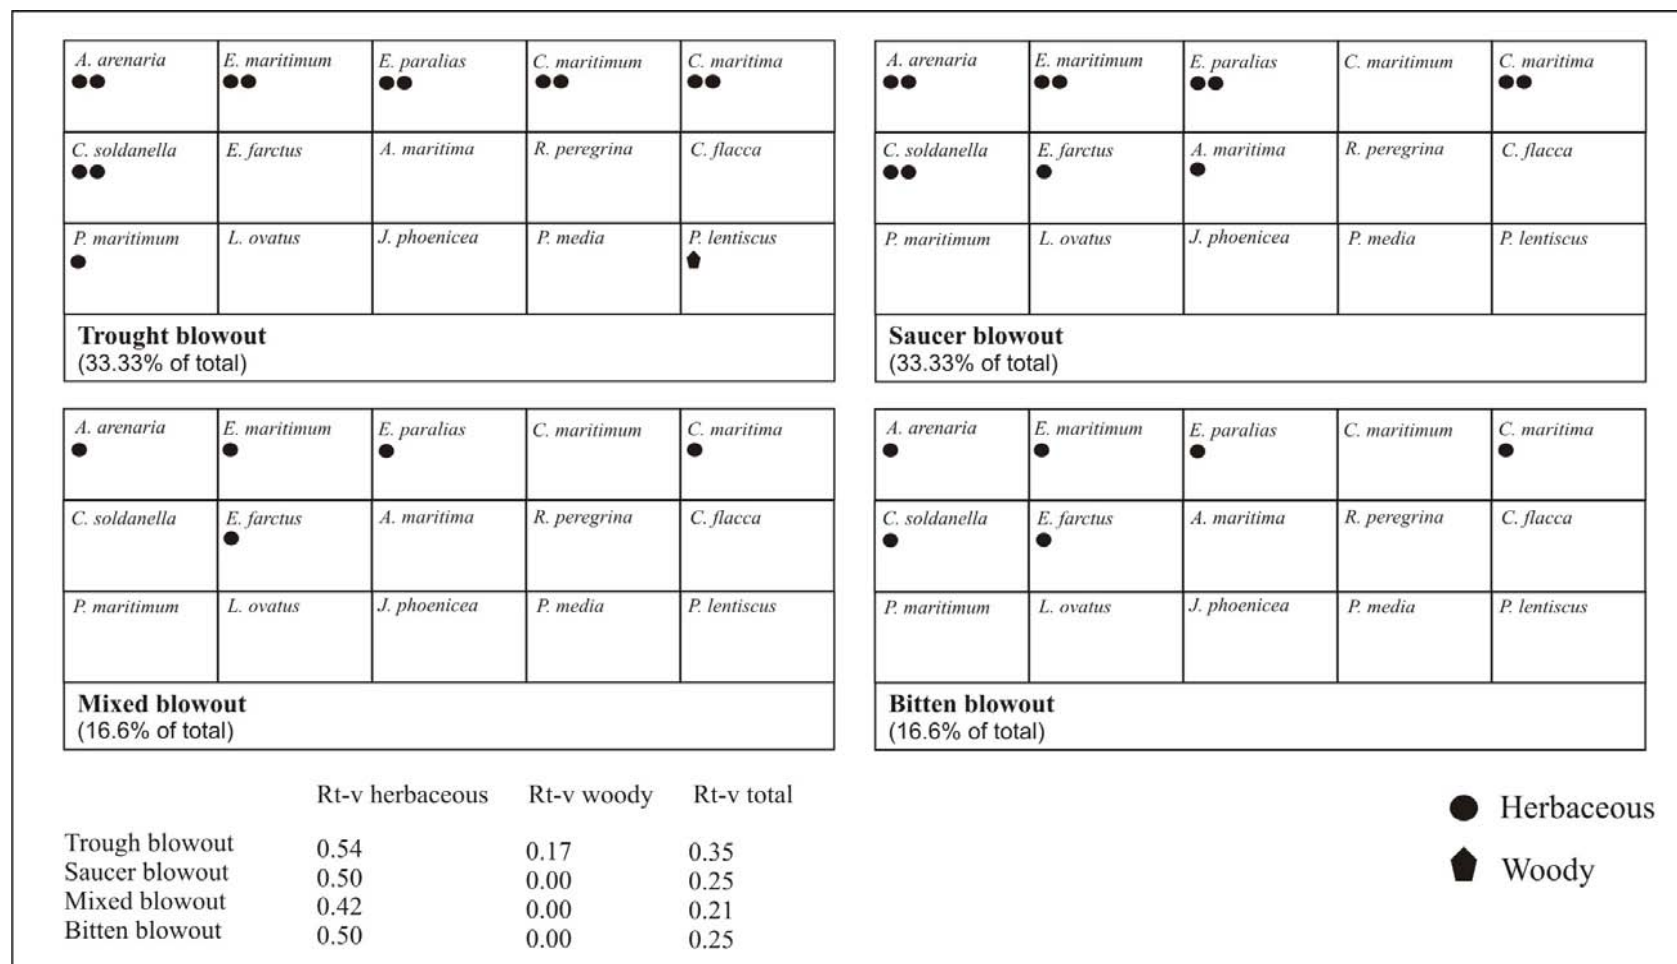 A. arenaria E. maritimum E. paralias C. maritimum C. maritima
C. soldanella E. farctus A. maritima R. peregrina C. flacca
P. maritimum L. ovatus J. phoenicea P. media P. lentiscus
Trought blowout
(33.33% of total)
A. arenaria E. maritimum E. paralias C. maritimum C. maritima
C. soldanella E. farctus A. maritima R. peregrina C. flacca
P. maritimum L. ovatus J. phoenicea P. media P. lentiscus
Saucer blowout
(33.33% of total)
A. arenaria E. maritimum E. paralias C. maritimum C. maritima
C. soldanella E. farctus A. maritima R. peregrina C. flacca
P. maritimum L. ovatus J. phoenicea P. media P. lentiscus
Mixed blowout
(16.6% of total)
A. arenaria E. maritimum E. paralias C. maritimum C. maritima
C. soldanella E. farctus A. maritima R. peregrina C. flacca
P. maritimum L. ovatus J. phoenicea P. media P. lentiscus
Bitten blowout
(16.6% of total)
Rt-v herbaceous Rt-v woody Rt-v total
Trough blowout 0.54 0.17 0.35
Saucer blowout 0.50 0.00 0.25
Mixed blowout 0.42 0.00 0.21
Bitten blowout 0.50 0.00 0.25
Herbaceous
Woody